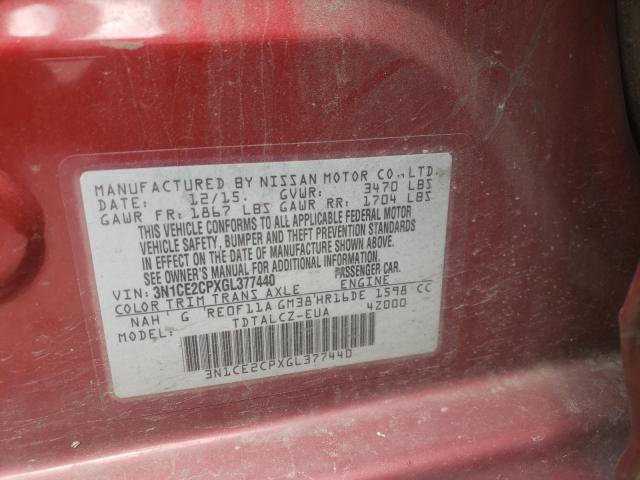 MANUFACTURED BY NISSAN MOTOR CO., LTD.
DATE: 12/15. GVWR: 3470 LBS
GAWR FR: 1867 LBS GAWR RR: 1704 LBS
THIS VEHICLE CONFORMS TO ALL APPLICABLE FEDERAL MOTOR
VEHICLE SAFETY, BUMPER AND THEFT PREVENTION STANDARDS
IN EFFECT ON THE DATE OF MANUFACTURE SHOWN ABOVE.
SEE OWNER'S MANUAL FOR ADDITIONAL INFORMATION.
VIN: 3N1CE2CPXGL377440 PASSENGER CAR.
COLOR TRIM TRANS AXLE ENGINE
NAH G RE0F11A GM38 HR16DE 1598 CC
TDTALCZ-EUA 4Z000
3N1CE2CPXGL377440